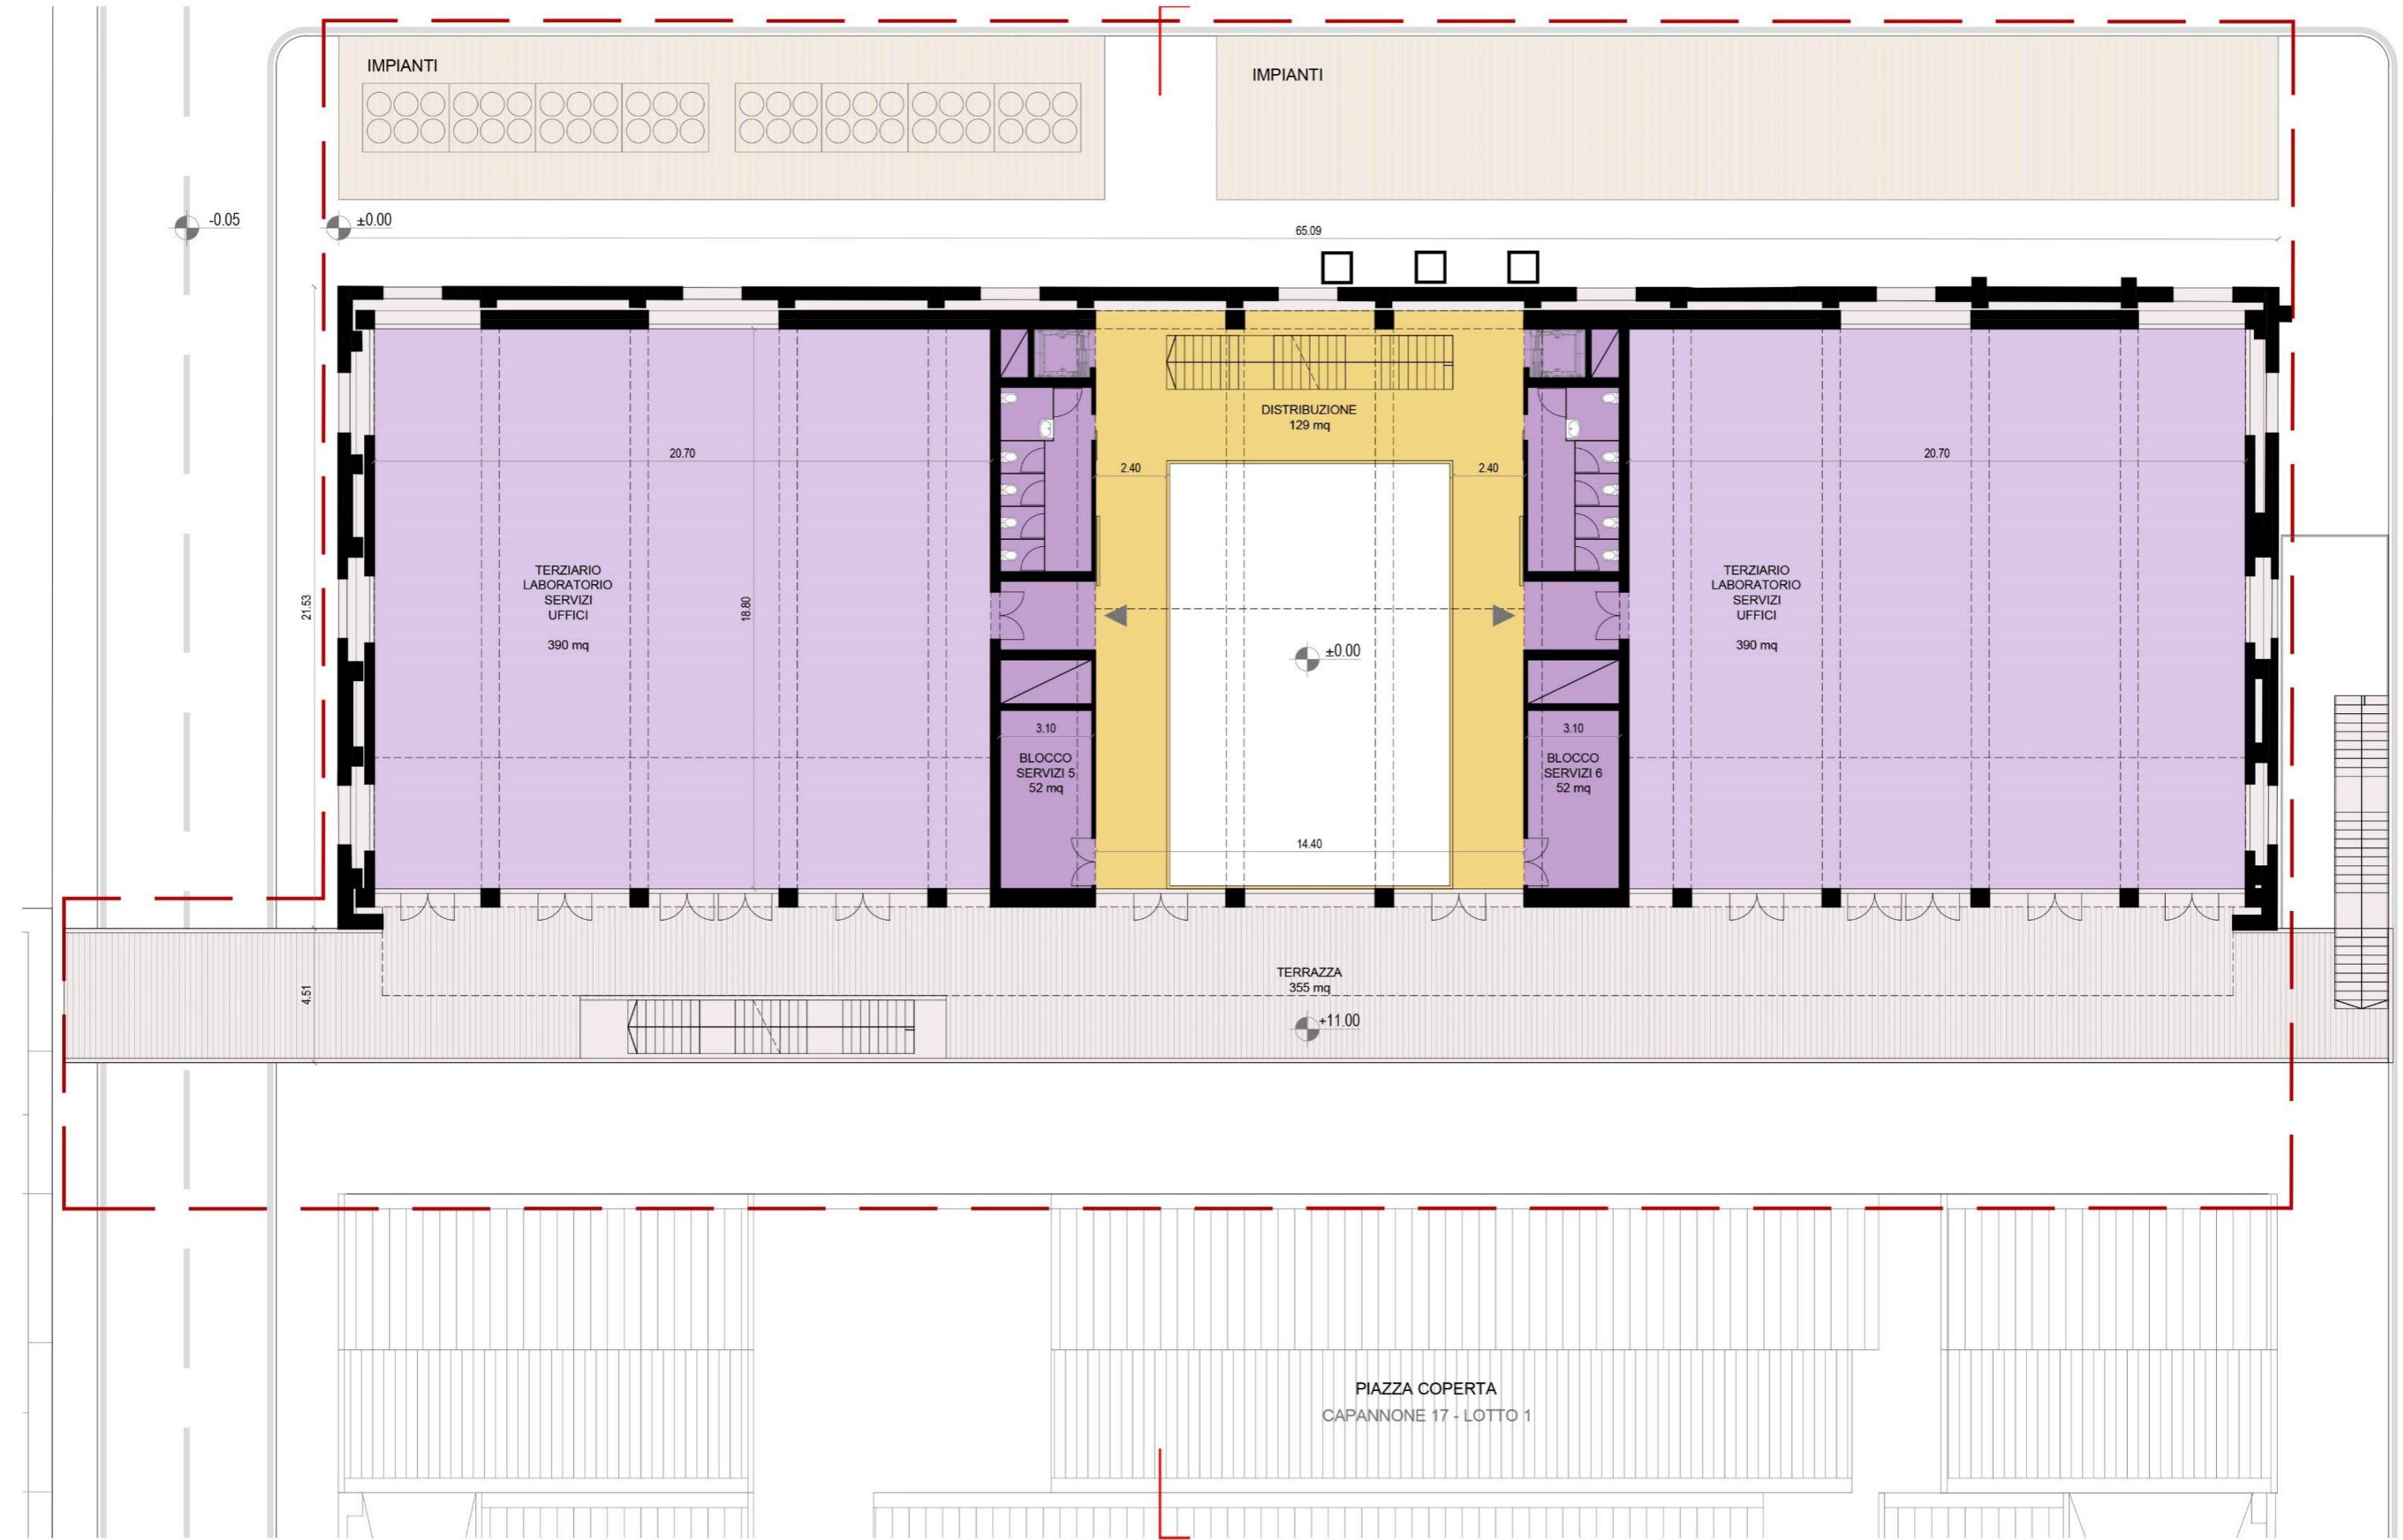 IMPIANTI
IMPIANTI
-0.05
±0.00
65.09
DISTRIBUZIONE
129 mq
20.70
2.40
2.40
20.70
TERZIARIO
LABORATORIO
SERVIZI
UFFICI
390 mq
21.53
18.80
TERZIARIO
LABORATORIO
SERVIZI
UFFICI
390 mq
±0.00
3.10
BLOCCO
SERVIZI 5
52 mq
3.10
BLOCCO
SERVIZI 6
52 mq
14.40
TERRAZZA
355 mq
4.51
+11.00
PIAZZA COPERTA
CAPANNONE 17 - LOTTO 1